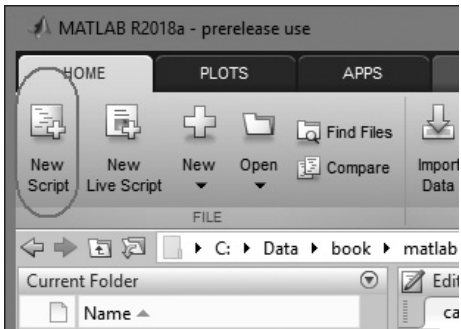 MATLAB R2018a - prerelease use
HOME PLOTS APPS
Find Files
New New New Open Compare Import
Script Live Script Data
FILE
C: Data book matlab
Current Folder Edit
Name ca